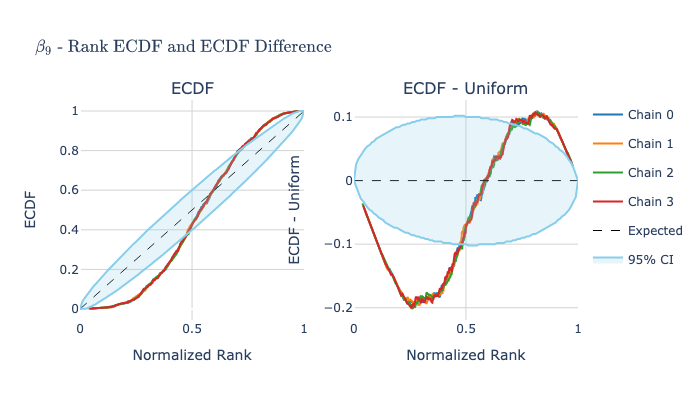 β₉ - Rank ECDF and ECDF Difference
ECDF
ECDF - Uniform
ECDF
1
0.8
0.6
0.4
0.2
0
0
0.5
1
Normalized Rank
ECDF - Uniform
0.1
0
−0.1
−0.2
0
0.5
1
Normalized Rank
Chain 0
Chain 1
Chain 2
Chain 3
Expected
95% CI